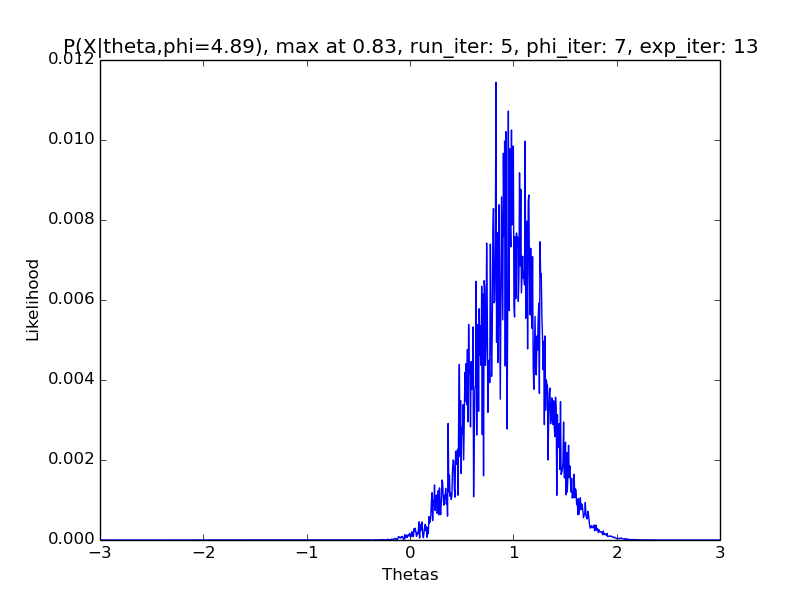 P(X|theta,phi=4.89), max at 0.83, run_iter: 5, phi_iter: 7, exp_iter: 13
0.012
0.010
0.008
0.006
0.004
0.002
0.000
Likelihood
−3 −2 −1 0 1 2 3
Thetas